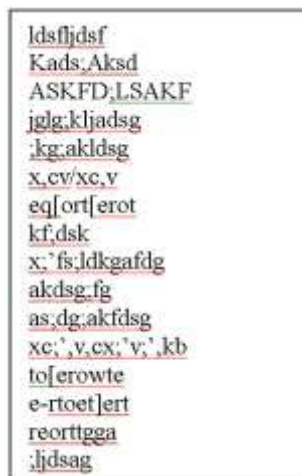 ldsfljdsf
Kads;Aksd
ASKFD;LSAKF
jglg;kljadsg
;kg;akldsg
x,cv/xc,v
eq[ort[erot
kf,dsk
x;`fs;ldkgafdg
akdsg;fg
as;dg;akfdsg
xc;`,v,cx;`v;`,kb
to[erowte
e-rtoet]ert
reorttgga
;ljdsag